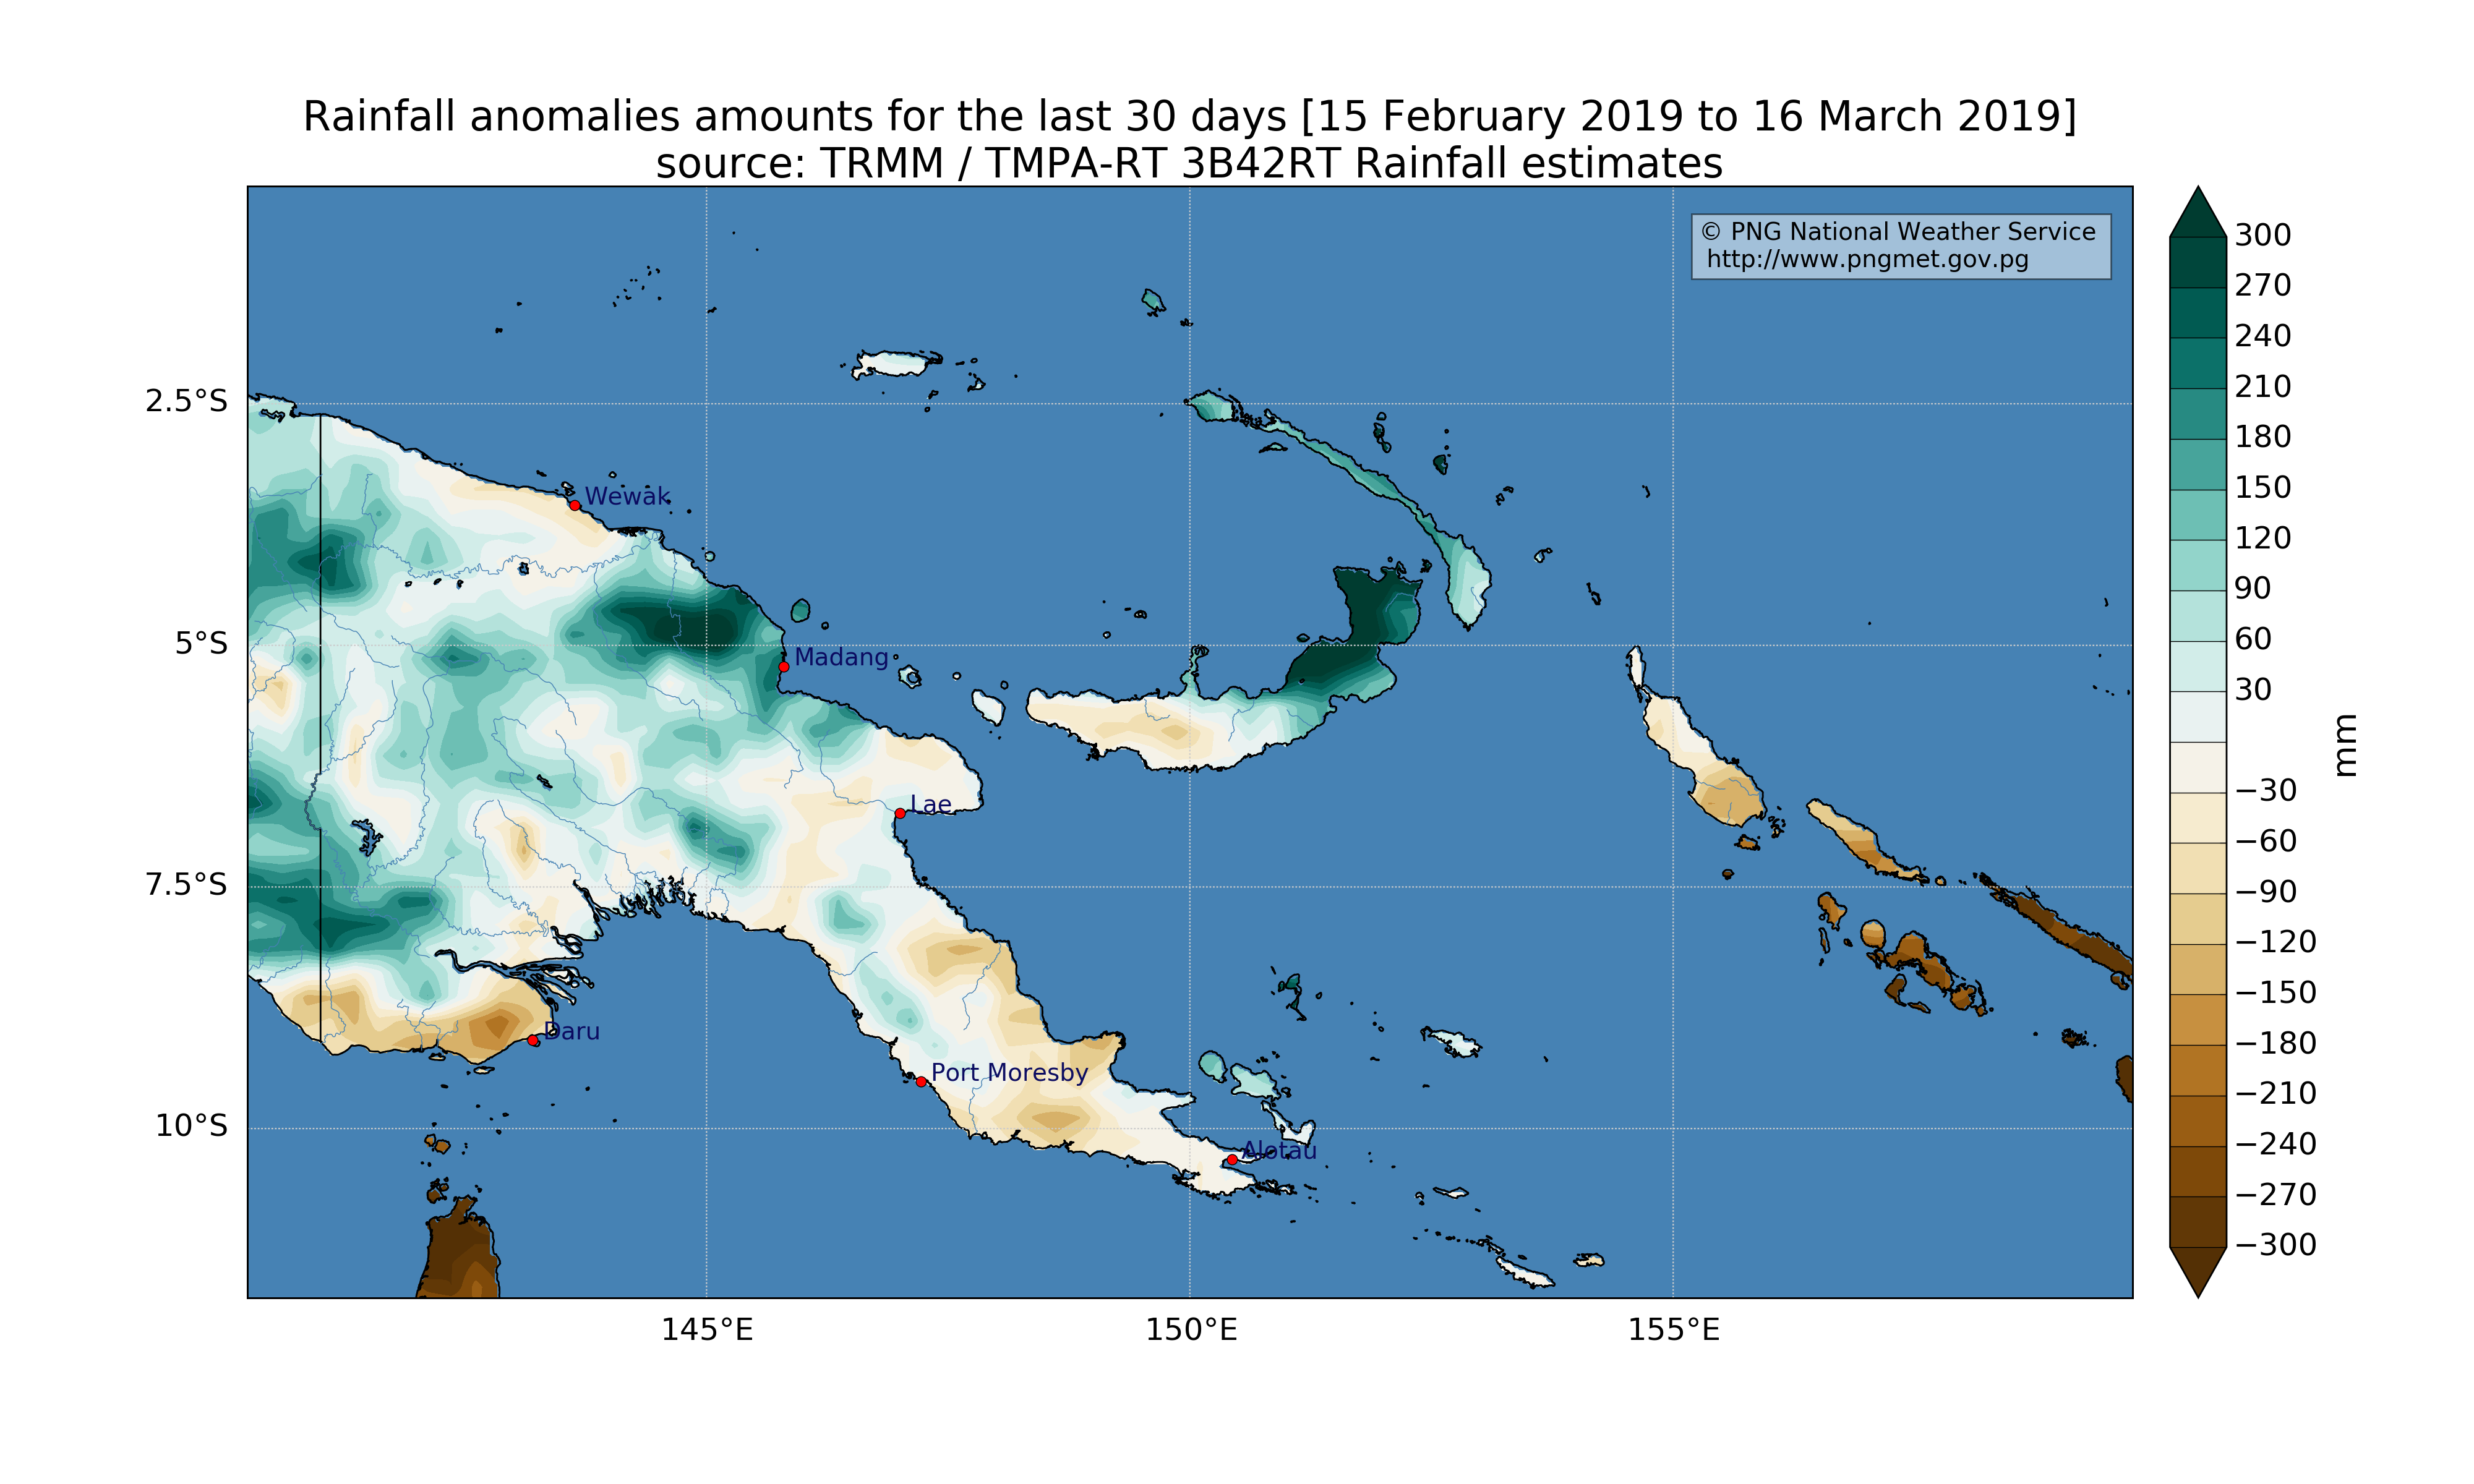 Rainfall anomalies amounts for the last 30 days [15 February 2019 to 16 March 2019]
source: TRMM / TMPA-RT 3B42RT Rainfall estimates
© PNG National Weather Service
http://www.pngmet.gov.pg
2.5°S
5°S
7.5°S
10°S
Wewak
Madang
Lae
Daru
Port Moresby
Alotau
145°E
150°E
155°E
300
270
240
210
180
150
120
90
60
30
−30
−60
−90
−120
−150
−180
−210
−240
−270
−300
mm